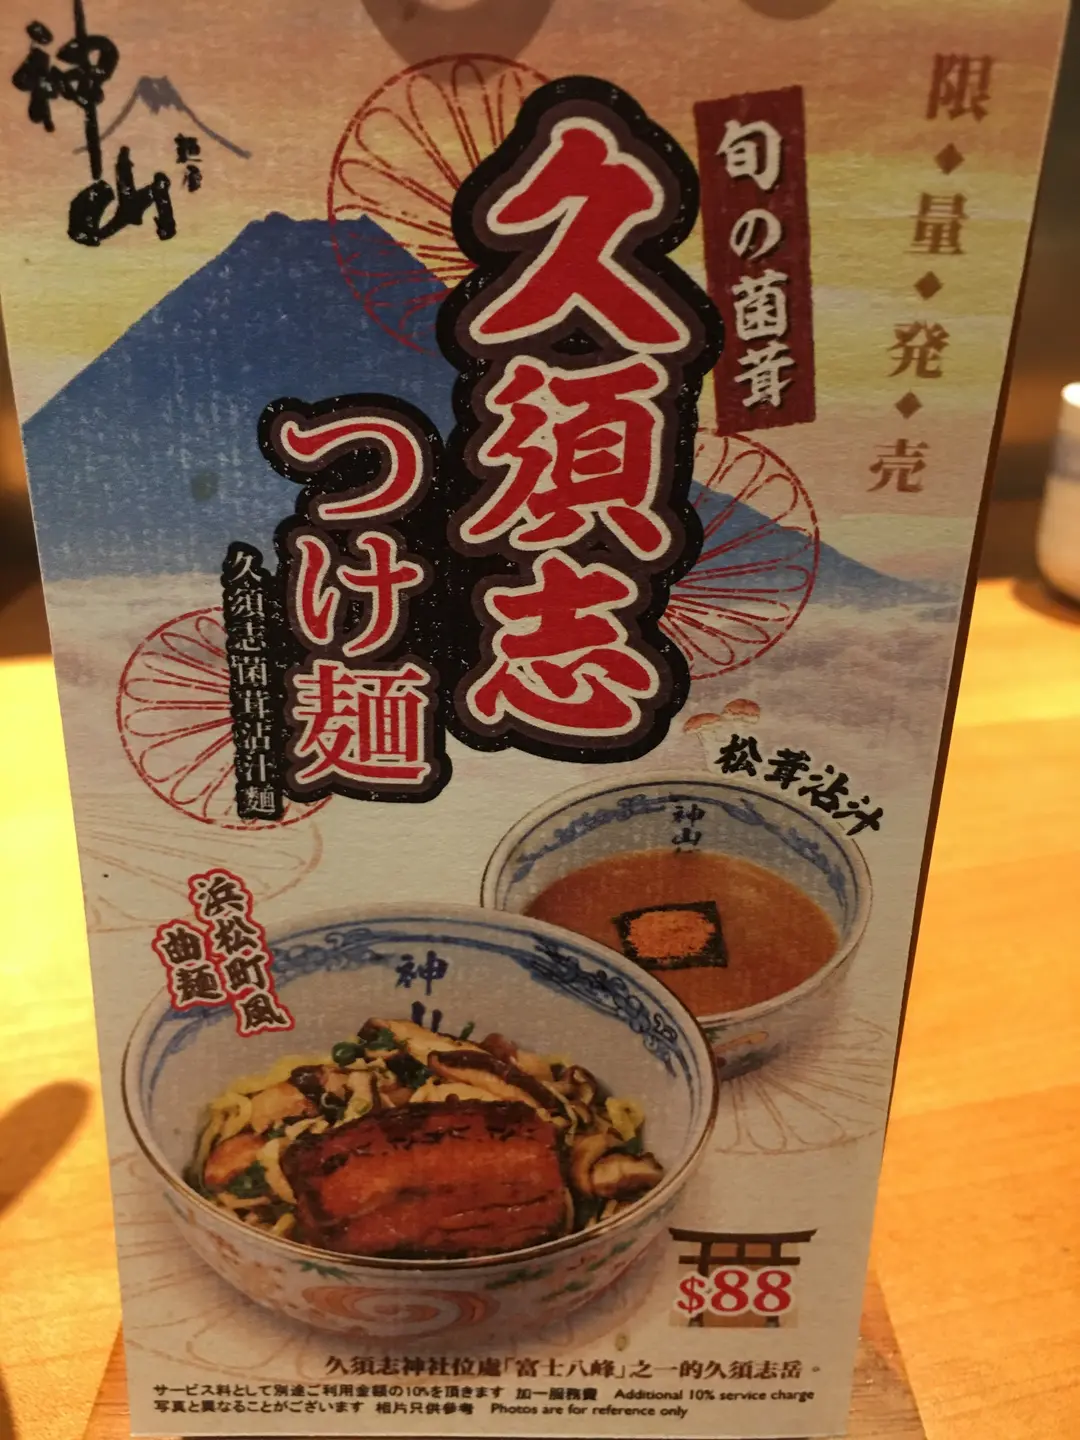 神山
麺房
限◆量◆発◆売
旬の菌茸
久須志
つけ麺
久須志菌茸沾汁麵
松茸沾汁
神山
浜松町風
曲麺
神山
$88
久須志神社位處「富士八峰」之一的久須志岳。
サービス料として別途ご利用金額の10%を頂きます 加一服務費 Additional 10% service charge
写真と異なることがございます 相片只供參考 Photos are for reference only